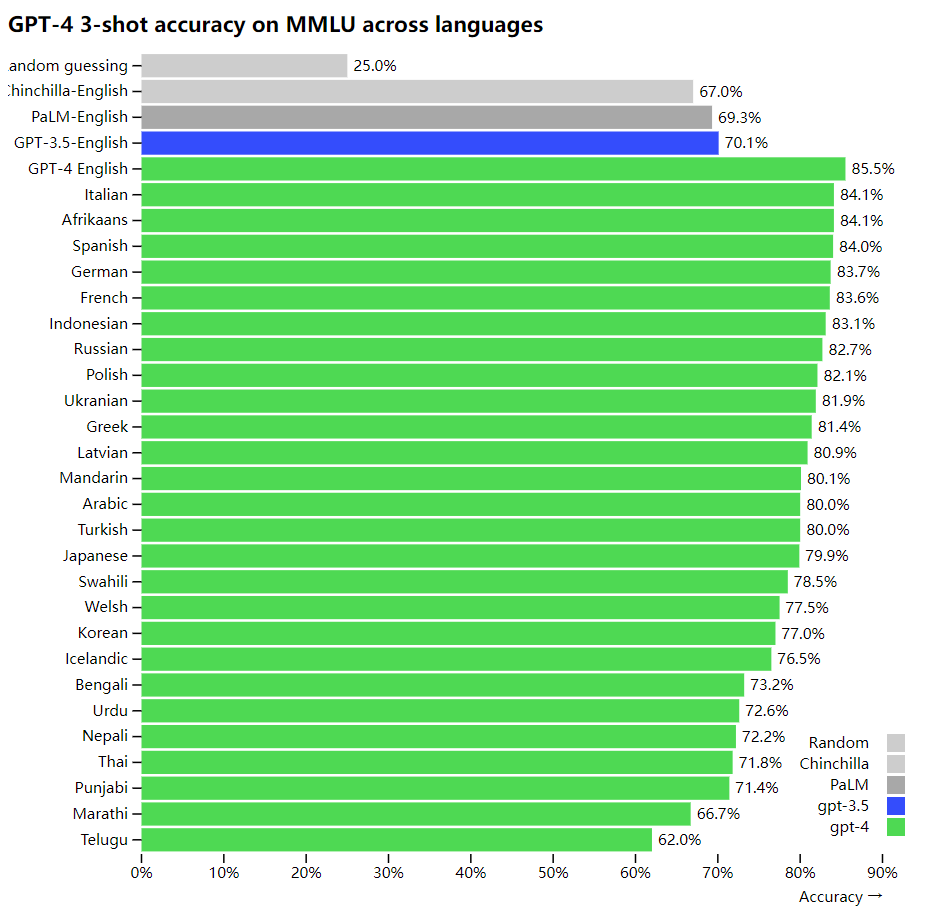 GPT-4 3-shot accuracy on MMLU across languages
andom guessing 25.0%
Chinchilla-English 67.0%
PaLM-English 69.3%
GPT-3.5-English 70.1%
GPT-4 English 85.5%
Italian 84.1%
Afrikaans 84.1%
Spanish 84.0%
German 83.7%
French 83.6%
Indonesian 83.1%
Russian 82.7%
Polish 82.1%
Ukranian 81.9%
Greek 81.4%
Latvian 80.9%
Mandarin 80.1%
Arabic 80.0%
Turkish 80.0%
Japanese 79.9%
Swahili 78.5%
Welsh 77.5%
Korean 77.0%
Icelandic 76.5%
Bengali 73.2%
Urdu 72.6%
Nepali 72.2%
Thai 71.8%
Punjabi 71.4%
Marathi 66.7%
Telugu 62.0%
Random
Chinchilla
PaLM
gpt-3.5
gpt-4
0% 10% 20% 30% 40% 50% 60% 70% 80% 90%
Accuracy →